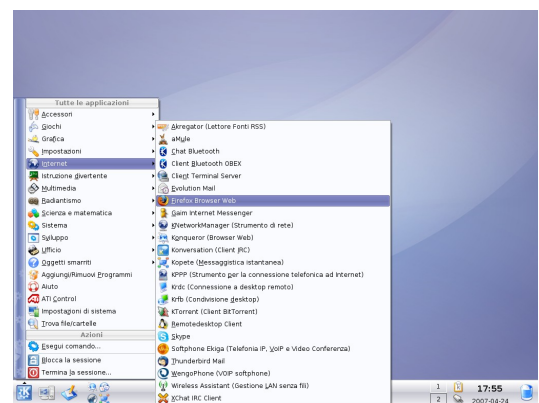 Tutte le applicazioni
Accessori
Giochi
Grafica
Impostazioni
Internet
Istruzione divertente
Multimedia
Radiantismo
Scienza e matematica
Sistema
Sviluppo
Ufficio
Oggetti smarriti
Aggiungi/Rimuovi Programmi
Aiuto
ATI Control
Impostazioni di sistema
Trova file/cartelle
Azioni
Esegui comando...
Blocca la sessione
Termina la sessione...
Akregator (Lettore Fonti RSS)
aMule
Chat Bluetooth
Client Bluetooth OBEX
Client Terminal Server
Evolution Mail
Firefox Browser Web
Gaim Internet Messenger
KNetworkManager (Strumento di rete)
Konqueror (Browser Web)
Konversation (Client IRC)
Kopete (Messaggistica istantanea)
KPPP (Strumento per la connessione telefonica ad Internet)
Krdc (Connessione a desktop remoto)
Krfb (Condivisione desktop)
KTorrent (Client BitTorrent)
Remotedesktop Client
Skype
Softphone Ekiga (Telefonia IP, VoIP e Video Conferenza)
Thunderbird Mail
WengoPhone (VOIP softphone)
Wireless Assistant (Gestione LAN senza fili)
XChat IRC Client
1
2
17:55
2007-04-24